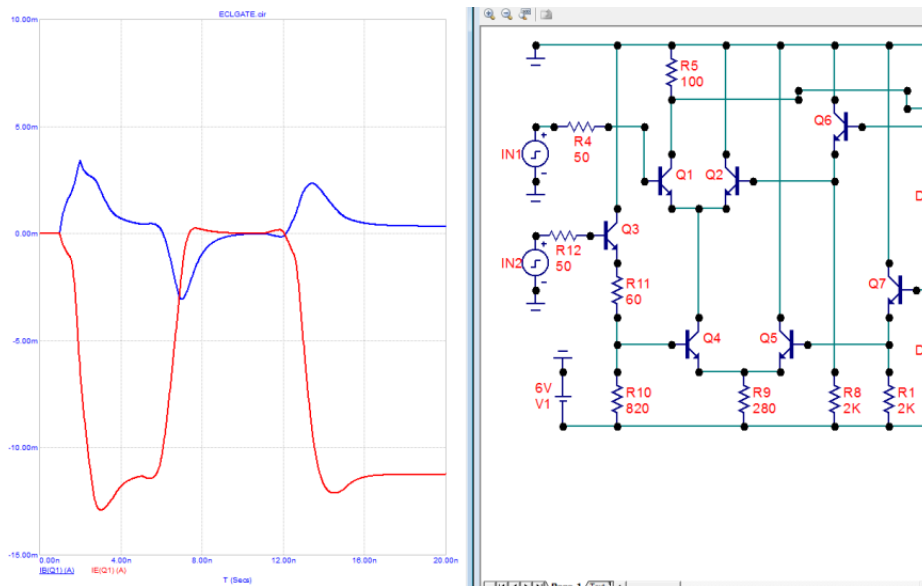 ECLGATE.cir
10.00m
5.00m
0.00m
-5.00m
-10.00m
-15.00m
0.00n
4.00n
8.00n
12.00n
16.00n
20.00n
IB(Q1) (A)
IE(Q1) (A)
T (Secs)
R5
100
Q6
IN1
+
-
R4
50
Q1
Q2
Q3
IN2
+
-
R12
50
R11
60
Q7
Q4
Q5
6V
V1
R10
820
R9
280
R8
2K
R1
2K